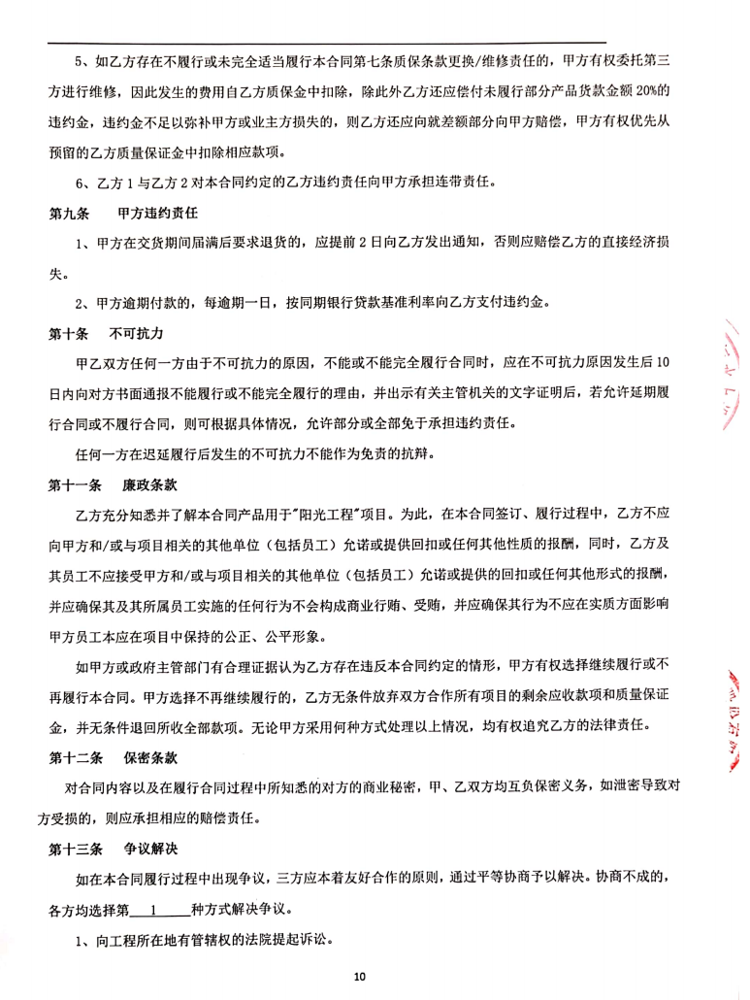 5、如乙方存在不履行或未完全适当履行本合同第七条质保条款更换/维修责任的，甲方有权委托第三
方进行维修，因此发生的费用自乙方质保金中扣除，除此外乙方还应偿付未履行部分产品货款金额 20%的
违约金，违约金不足以弥补甲方或业主方损失的，则乙方还应向就差额部分向甲方赔偿，甲方有权优先从
预留的乙方质量保证金中扣除相应款项。
6、乙方 1 与乙方 2 对本合同约定的乙方违约责任向甲方承担连带责任。
第九条 甲方违约责任
1、甲方在交货期间届满后要求退货的，应提前 2 日向乙方发出通知，否则应赔偿乙方的直接经济损
失。
2、甲方逾期付款的，每逾期一日，按同期银行贷款基准利率向乙方支付违约金。
第十条 不可抗力
甲乙双方任何一方由于不可抗力的原因，不能或不能完全履行合同时，应在不可抗力原因发生后 10
日内向对方书面通报不能履行或不能完全履行的理由，并出示有关主管机关的文字证明后，若允许延期履
行合同或不履行合同，则可根据具体情况，允许部分或全部免于承担违约责任。
任何一方在迟延履行后发生的不可抗力不能作为免责的抗辩。
第十一条 廉政条款
乙方充分知悉并了解本合同产品用于"阳光工程"项目。为此，在本合同签订、履行过程中，乙方不应
向甲方和/或与项目相关的其他单位（包括员工）允诺或提供回扣或任何其他性质的报酬，同时，乙方及
其员工不应接受甲方和/或与项目相关的其他单位（包括员工）允诺或提供的回扣或任何其他形式的报酬，
并应确保其及其所属员工实施的任何行为不会构成商业行贿、受贿，并应确保其行为不应在实质方面影响
甲方员工本应在项目中保持的公正、公平形象。
如甲方或政府主管部门有合理证据认为乙方存在违反本合同约定的情形，甲方有权选择继续履行或不
再履行本合同。甲方选择不再继续履行的，乙方无条件放弃双方合作所有项目的剩余应收款项和质量保证
金，并无条件退回所收全部款项。无论甲方采用何种方式处理以上情况，均有权追究乙方的法律责任。
第十二条 保密条款
对合同内容以及在履行合同过程中所知悉的对方的商业秘密，甲、乙双方均互负保密义务，如泄密导致对
方受损的，则应承担相应的赔偿责任。
第十三条 争议解决
如在本合同履行过程中出现争议，三方应本着友好合作的原则，通过平等协商予以解决。协商不成的，
各方均选择第 1 种方式解决争议。
1、向工程所在地有管辖权的法院提起诉讼。
10